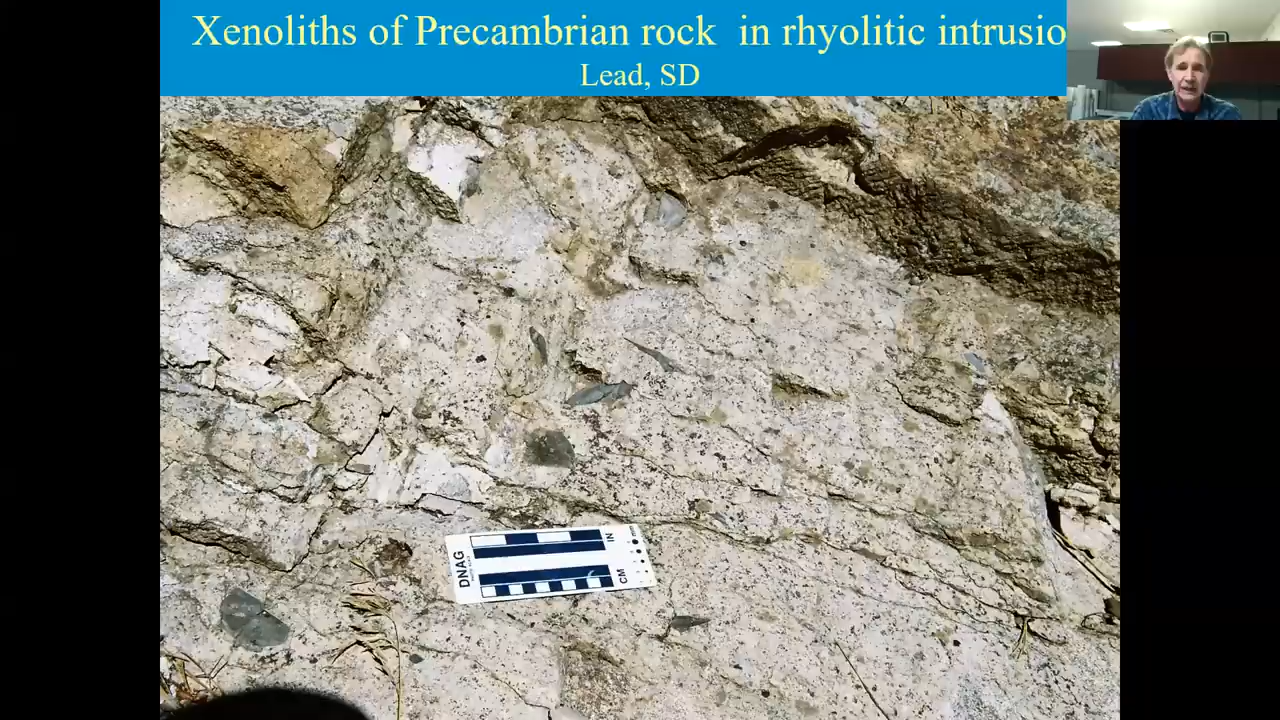 Xenoliths of Precambrian rock in rhyolitic intrusio
Lead, SD
DNAG
IN
CM